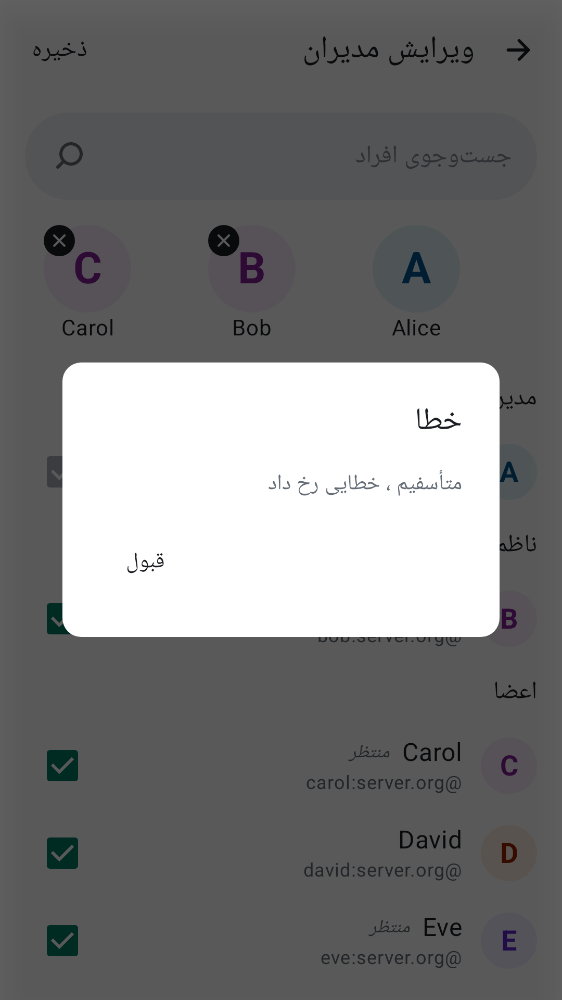 ویرایش مدیران
ذخیره
جست‌وجوی افراد
A
B
C
Alice
Bob
Carol
مدیر
خطا
متأسفیم ، خطایی رخ داد
قبول
A
ناظم
B
@bob:server.org
اعضا
C
Carol منتظر
@carol:server.org
D
David
@david:server.org
E
Eve منتظر
@eve:server.org